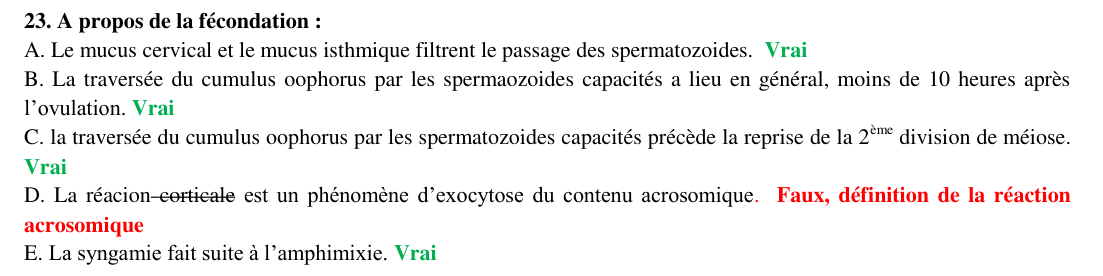 23. A propos de la fécondation :
A. Le mucus cervical et le mucus isthmique filtrent le passage des spermatozoides.  Vrai
B. La traversée du cumulus oophorus par les spermaozoides capacités a lieu en général, moins de 10 heures après
l’ovulation. Vrai
C. la traversée du cumulus oophorus par les spermatozoides capacités précède la reprise de la 2ème division de méiose.
Vrai
D. La réacion corticale est un phénomène d’exocytose du contenu acrosomique.  Faux, définition de la réaction
acrosomique
E. La syngamie fait suite à l’amphimixie. Vrai